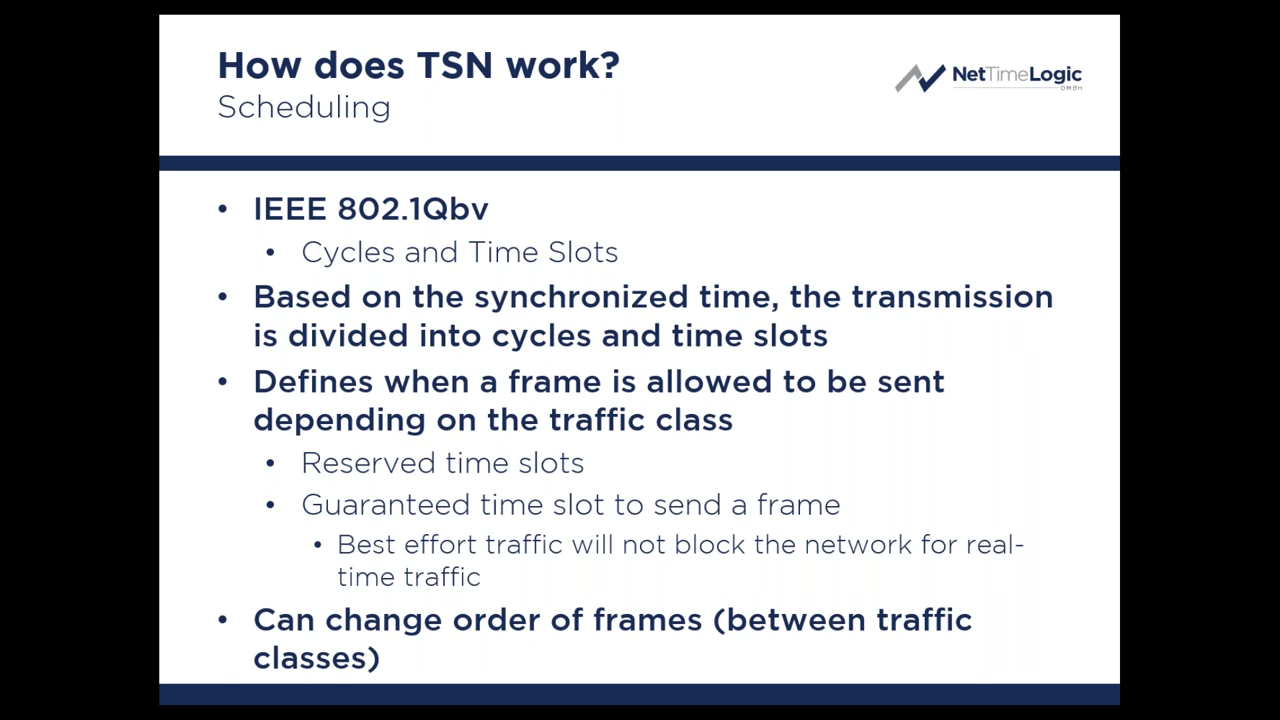 How does TSN work?
Scheduling
NetTimeLogic
GMBH
• IEEE 802.1Qbv
• Cycles and Time Slots
• Based on the synchronized time, the transmission
is divided into cycles and time slots
• Defines when a frame is allowed to be sent
depending on the traffic class
• Reserved time slots
• Guaranteed time slot to send a frame
• Best effort traffic will not block the network for real-
time traffic
• Can change order of frames (between traffic
classes)